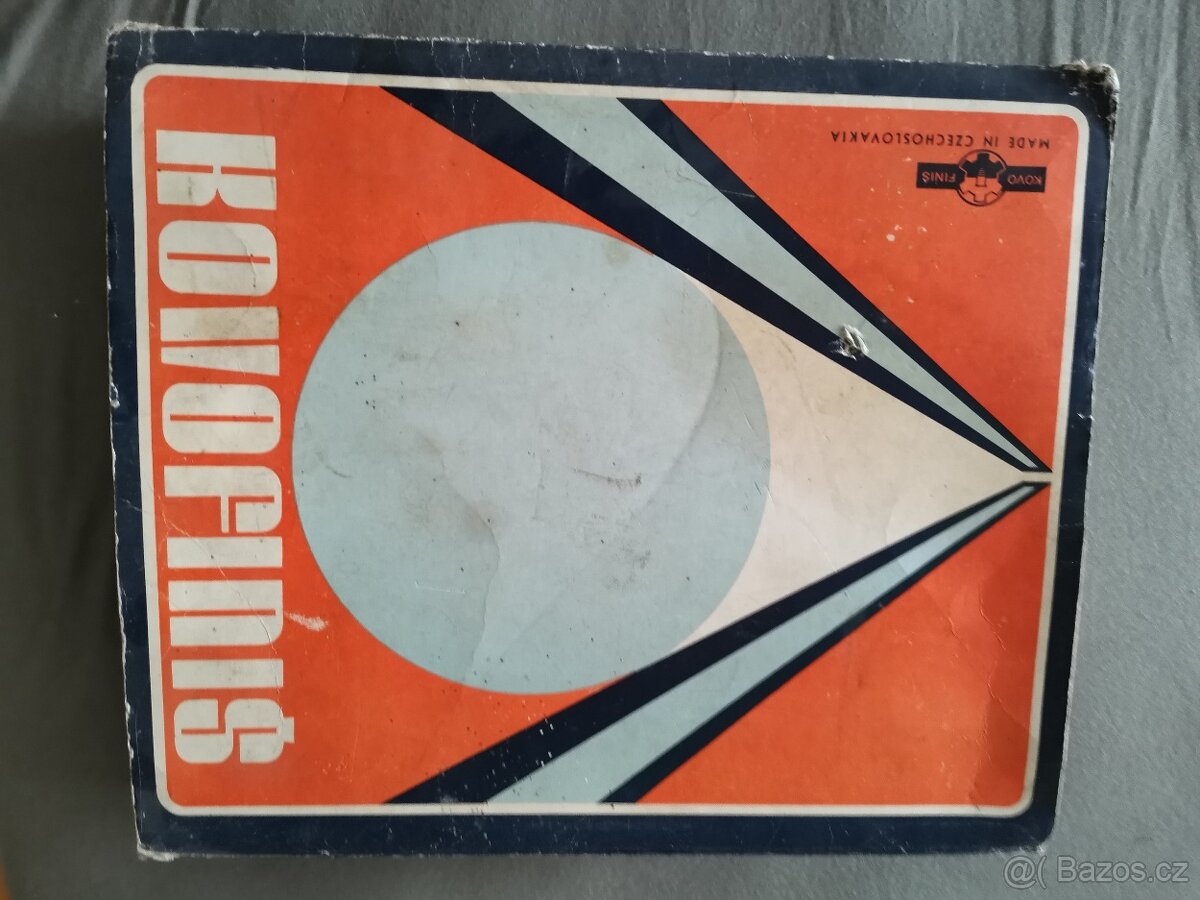 KOVOFINIŠ
MADE IN CZECHOSLOVAKIA
KOVO
FINIŠ
@( Bazos.cz